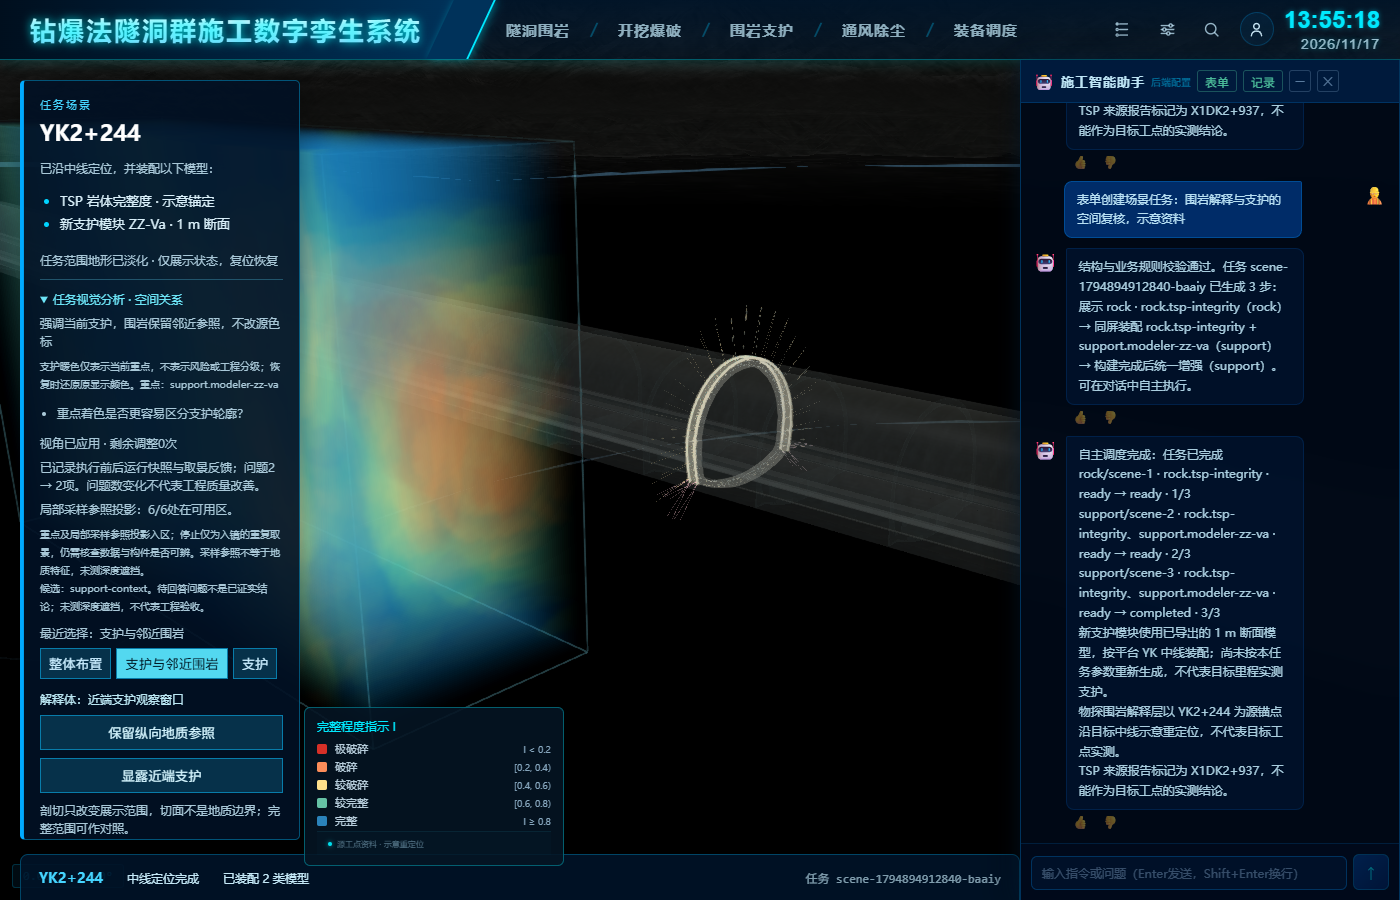 钻爆法隧洞群施工数字孪生系统
隧洞围岩 / 开挖爆破 / 围岩支护 / 通风除尘 / 装备调度
13:55:18
2026/11/17
任务场景
YK2+244
已沿中线定位，并装配以下模型：
• TSP 岩体完整度 · 示意锚定
• 新支护模块 ZZ-Va · 1 m 断面
任务范围地形已淡化 · 仅展示状态，复位恢复
▼ 任务视觉分析 · 空间关系
强调当前支护，围岩保留邻近参照，不改源色
标
支护暖色仅表示当前重点，不表示风险或工程分级；恢
复时还原原显示颜色。重点：support.modeler-zz-va
• 重点着色是否更容易区分支护轮廓？
视角已应用 · 剩余调整0次
已记录执行前后运行快照与取景反馈；问题2
→ 2项。问题数变化不代表工程质量改善。
局部采样参照投影：6/6处在可用区。
重点及局部采样参照投影入区；停止仅为入镜的重复取
景，仍需核查数据与构件是否可辨。采样参照不等于地
质特征，未测深度遮挡。
候选：support-context。待回答问题不是已证实结
论；未测深度遮挡，不代表工程验收。
最近选择：支护与邻近围岩
整体布置 支护与邻近围岩 支护
解释体：近端支护观察窗口
保留纵向地质参照
显露近端支护
剖切只改变展示范围，切面不是地质边界；完
整范围可作对照。
完整程度指示 I
极破碎 I < 0.2
破碎 [0.2, 0.4)
较破碎 [0.4, 0.6)
较完整 [0.6, 0.8)
完整 I ≥ 0.8
源工点资料 · 示意重定位
YK2+244 中线定位完成 已装配 2 类模型 任务 scene-1794894912840-baaiy
施工智能助手 后端配置 表单 记录
TSP 来源报告标记为 X1DK2+937，不
能作为目标工点的实测结论。
表单创建场景任务：围岩解释与支护的
空间复核，示意资料
结构与业务规则校验通过。任务 scene-
1794894912840-baaiy 已生成 3 步：
展示 rock · rock.tsp-integrity（rock）
→ 同屏装配 rock.tsp-integrity +
support.modeler-zz-va（support）
→ 构建完成后统一增强（support）。
可在对话中自主执行。
自主调度完成：任务已完成
rock/scene-1 · rock.tsp-integrity ·
ready → ready · 1/3
support/scene-2 · rock.tsp-
integrity、support.modeler-zz-va ·
ready → ready · 2/3
support/scene-3 · rock.tsp-
integrity、support.modeler-zz-va ·
ready → completed · 3/3
新支护模块使用已导出的 1 m 断面模
型，按平台 YK 中线装配；尚未按本任
务参数重新生成，不代表目标里程实测
支护。
物探围岩解释层以 YK2+244 为源锚点
沿目标中线示意重定位，不代表目标工
点实测。
TSP 来源报告标记为 X1DK2+937，不
能作为目标工点的实测结论。
输入指令或问题（Enter发送，Shift+Enter换行）